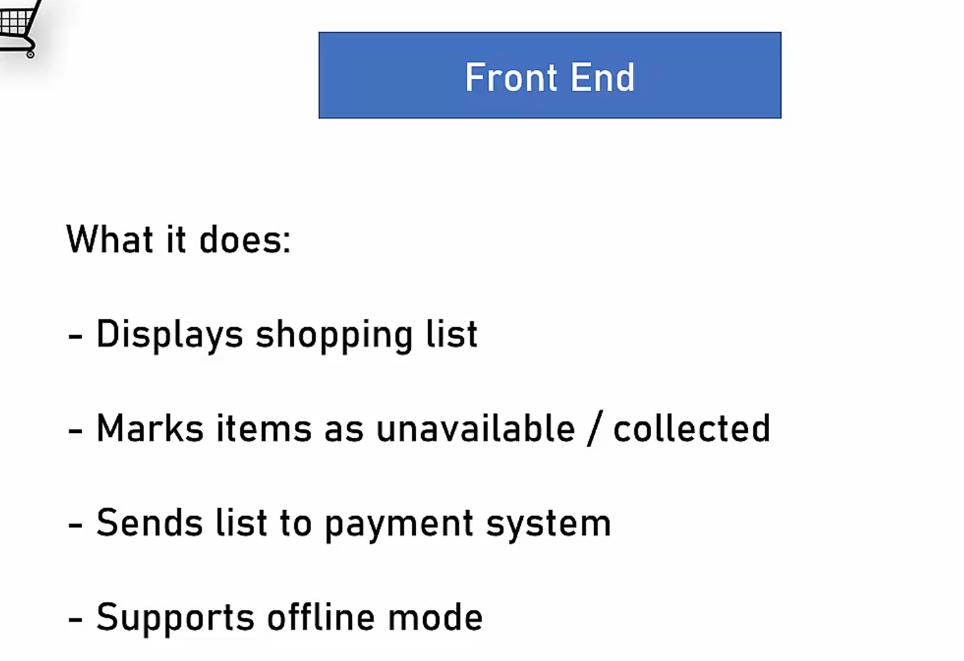 Front End
What it does:
- Displays shopping list
- Marks items as unavailable / collected
- Sends list to payment system
- Supports offline mode